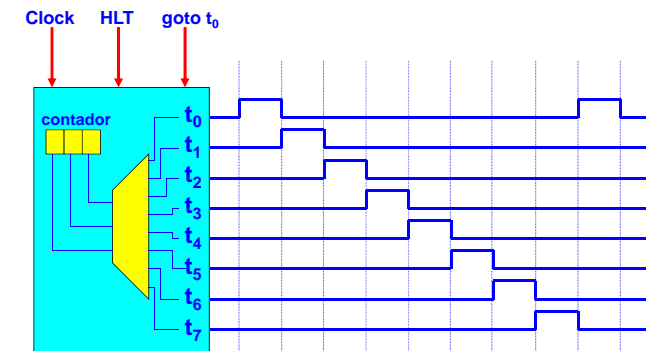 Clock HLT goto t₀
contador
t₀
t₁
t₂
t₃
t₄
t₅
t₆
t₇